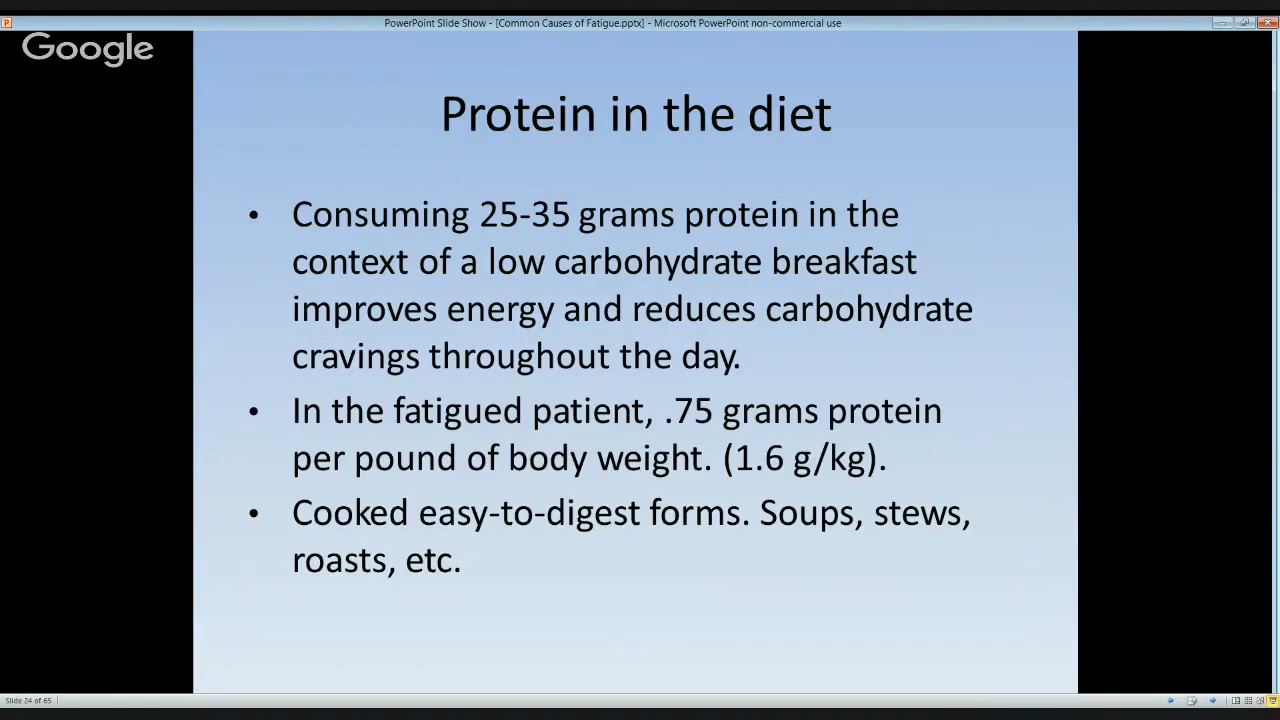 PowerPoint Slide Show - [Common Causes of Fatigue.pptx] - Microsoft PowerPoint non-commercial use
Google
Protein in the diet
• Consuming 25-35 grams protein in the
context of a low carbohydrate breakfast
improves energy and reduces carbohydrate
cravings throughout the day.
• In the fatigued patient, .75 grams protein
per pound of body weight. (1.6 g/kg).
• Cooked easy-to-digest forms. Soups, stews,
roasts, etc.
Slide 24 of 65